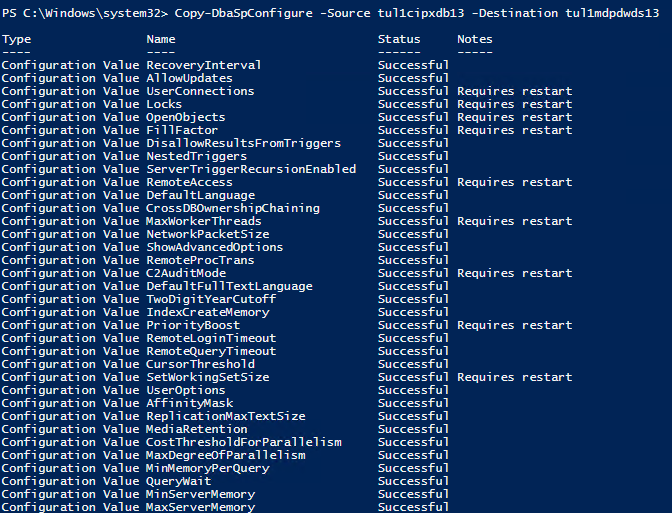 PS C:\Windows\system32> Copy-DbaSpConfigure -Source tul1cipxdb13 -Destination tul1mdpdwds13
Type Name Status Notes
---- ---- ------ -----
Configuration Value RecoveryInterval Successful
Configuration Value AllowUpdates Successful
Configuration Value UserConnections Successful Requires restart
Configuration Value Locks Successful Requires restart
Configuration Value OpenObjects Successful Requires restart
Configuration Value FillFactor Successful Requires restart
Configuration Value DisallowResultsFromTriggers Successful
Configuration Value NestedTriggers Successful
Configuration Value ServerTriggerRecursionEnabled Successful
Configuration Value RemoteAccess Successful Requires restart
Configuration Value DefaultLanguage Successful
Configuration Value CrossDBOwnershipChaining Successful
Configuration Value MaxWorkerThreads Successful Requires restart
Configuration Value NetworkPacketSize Successful
Configuration Value ShowAdvancedOptions Successful
Configuration Value RemoteProcTrans Successful
Configuration Value C2AuditMode Successful Requires restart
Configuration Value DefaultFullTextLanguage Successful
Configuration Value TwoDigitYearCutoff Successful
Configuration Value IndexCreateMemory Successful
Configuration Value PriorityBoost Successful Requires restart
Configuration Value RemoteLoginTimeout Successful
Configuration Value RemoteQueryTimeout Successful
Configuration Value CursorThreshold Successful
Configuration Value SetWorkingSetSize Successful Requires restart
Configuration Value UserOptions Successful
Configuration Value AffinityMask Successful
Configuration Value ReplicationMaxTextSize Successful
Configuration Value MediaRetention Successful
Configuration Value CostThresholdForParallelism Successful
Configuration Value MaxDegreeOfParallelism Successful
Configuration Value MinMemoryPerQuery Successful
Configuration Value QueryWait Successful
Configuration Value MinServerMemory Successful
Configuration Value MaxServerMemory Successful